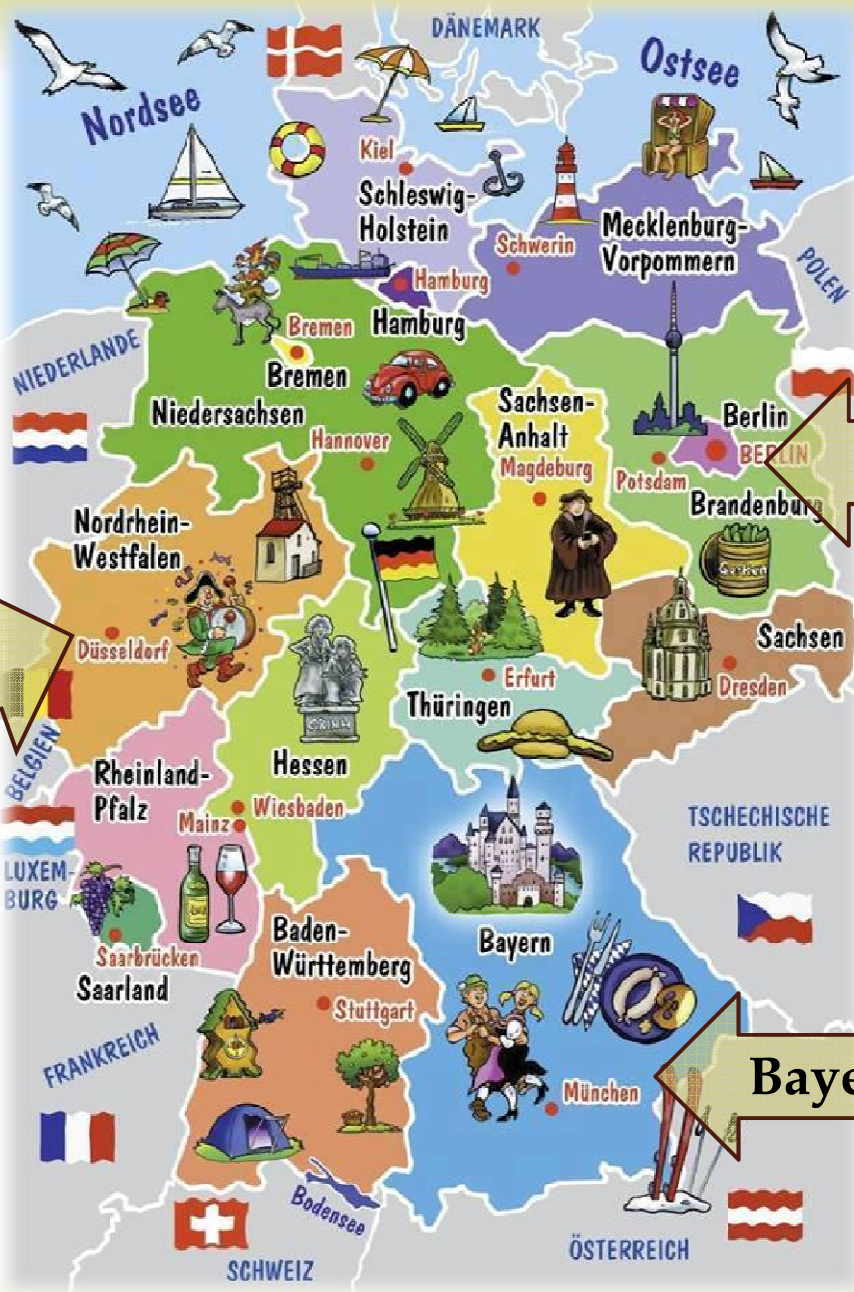 DÄNEMARK
Ostsee
Nordsee
Kiel
Schleswig-
Holstein
Mecklenburg-
Vorpommern
Schwerin
POLEN
Hamburg
Hamburg
Bremen
Bremen
NIEDERLANDE
Niedersachsen
Hannover
Sachsen-
Anhalt
Magdeburg
Berlin
BERLIN
Potsdam
Brandenburg
Gurken
Nordrhein-
Westfalen
Düsseldorf
Sachsen
Dresden
Erfurt
Thüringen
GRIMM
Hessen
BELGIEN
Rheinland-
Pfalz
Mainz
Wiesbaden
TSCHECHISCHE
REPUBLIK
LUXEM-
BURG
Saarbrücken
Saarland
Baden-
Württemberg
Stuttgart
Bayern
FRANKREICH
München
Baye
Bodensee
SCHWEIZ
ÖSTERREICH